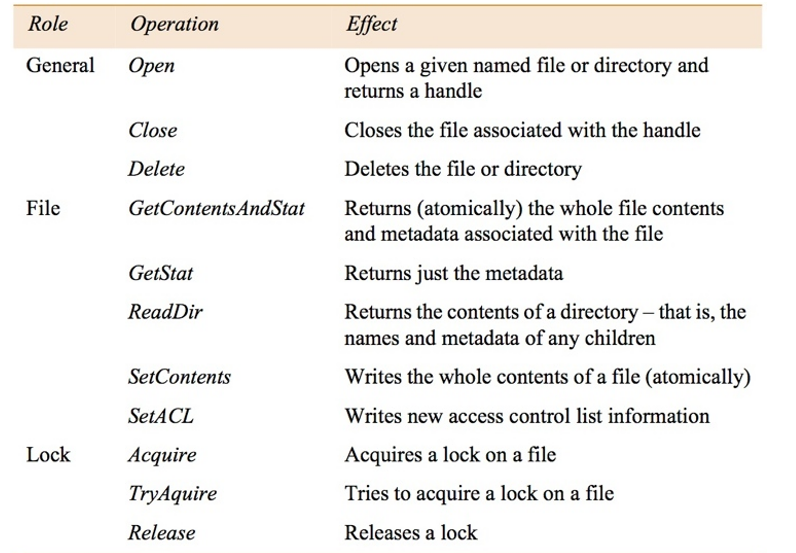 Role Operation Effect
General Open Opens a given named file or directory and
returns a handle
Close Closes the file associated with the handle
Delete Deletes the file or directory
File GetContentsAndStat Returns (atomically) the whole file contents
and metadata associated with the file
GetStat Returns just the metadata
ReadDir Returns the contents of a directory – that is, the
names and metadata of any children
SetContents Writes the whole contents of a file (atomically)
SetACL Writes new access control list information
Lock Acquire Acquires a lock on a file
TryAquire Tries to acquire a lock on a file
Release Releases a lock